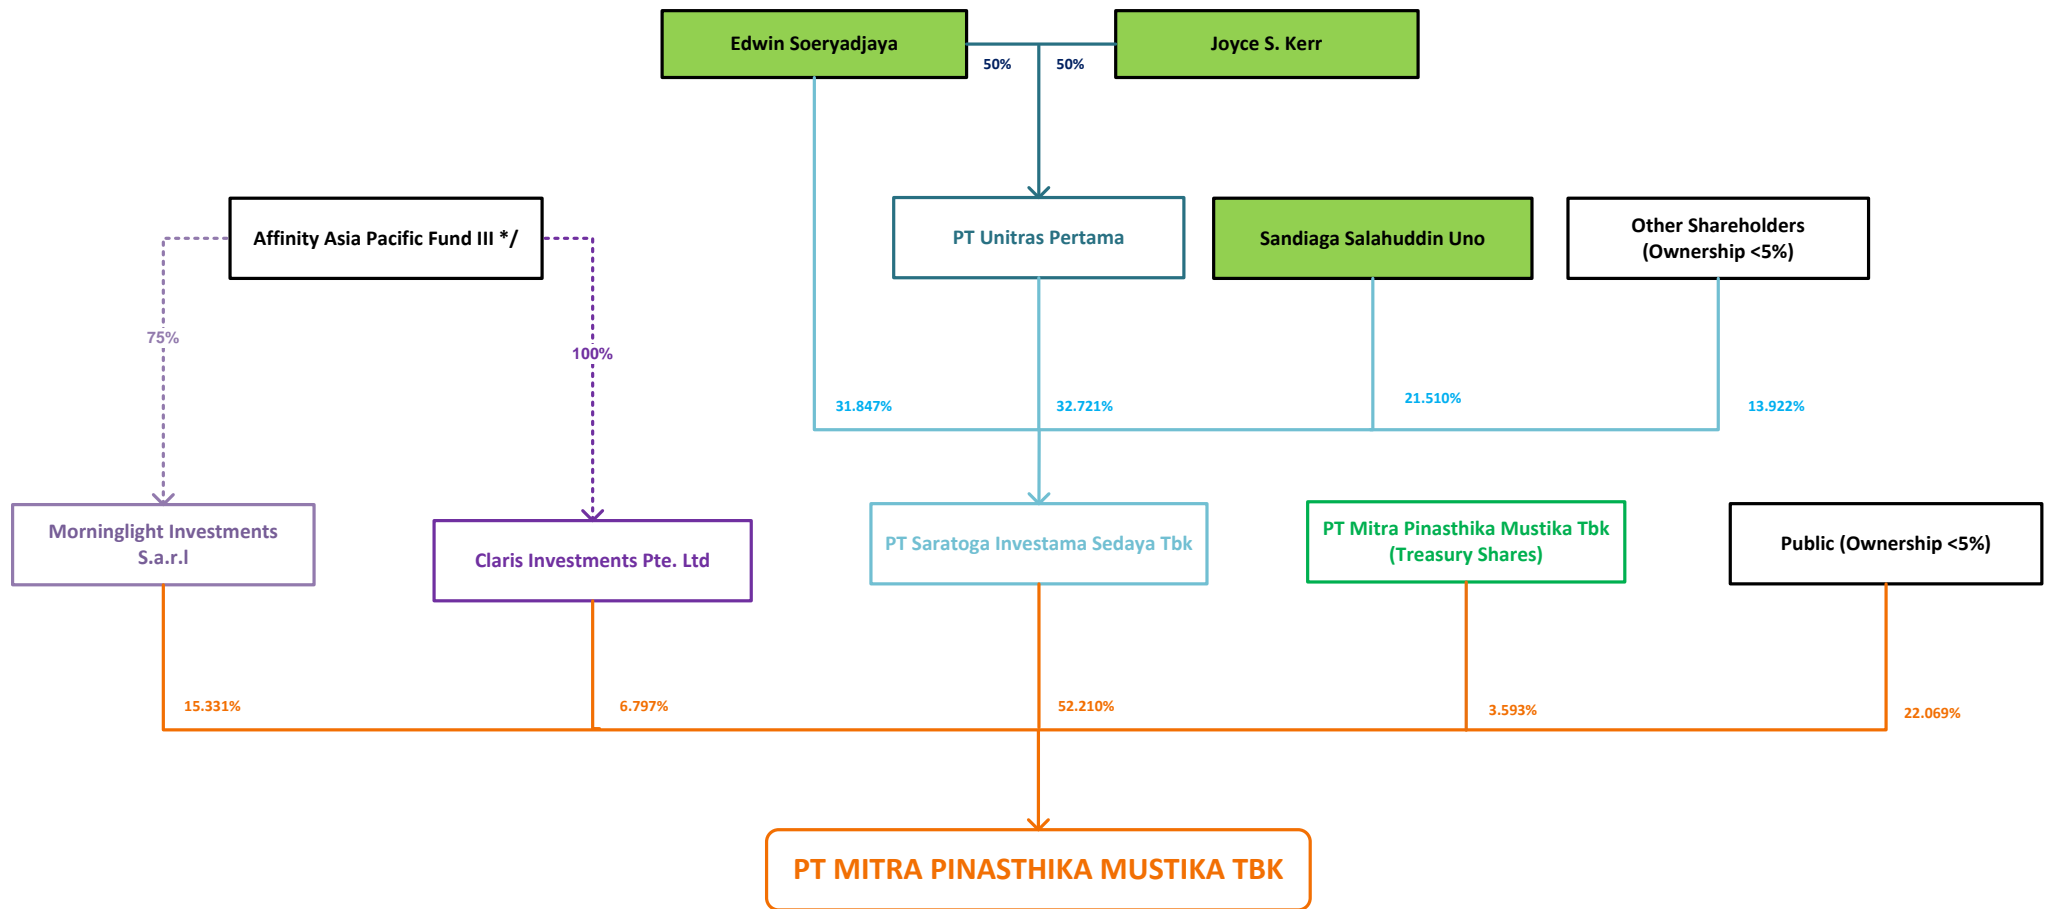 Edwin Soeryadjaya
Joyce S. Kerr
50%
50%
Affinity Asia Pacific Fund III */
PT Unitras Pertama
Sandiaga Salahuddin Uno
Other Shareholders
(Ownership <5%)
75%
100%
31.847%
32.721%
21.510%
13.922%
Morninglight Investments
S.a.r.l
Claris Investments Pte. Ltd
PT Saratoga Investama Sedaya Tbk
PT Mitra Pinasthika Mustika Tbk
(Treasury Shares)
Public (Ownership <5%)
15.331%
6.797%
52.210%
3.593%
22.069%
PT MITRA PINASTHIKA MUSTIKA TBK